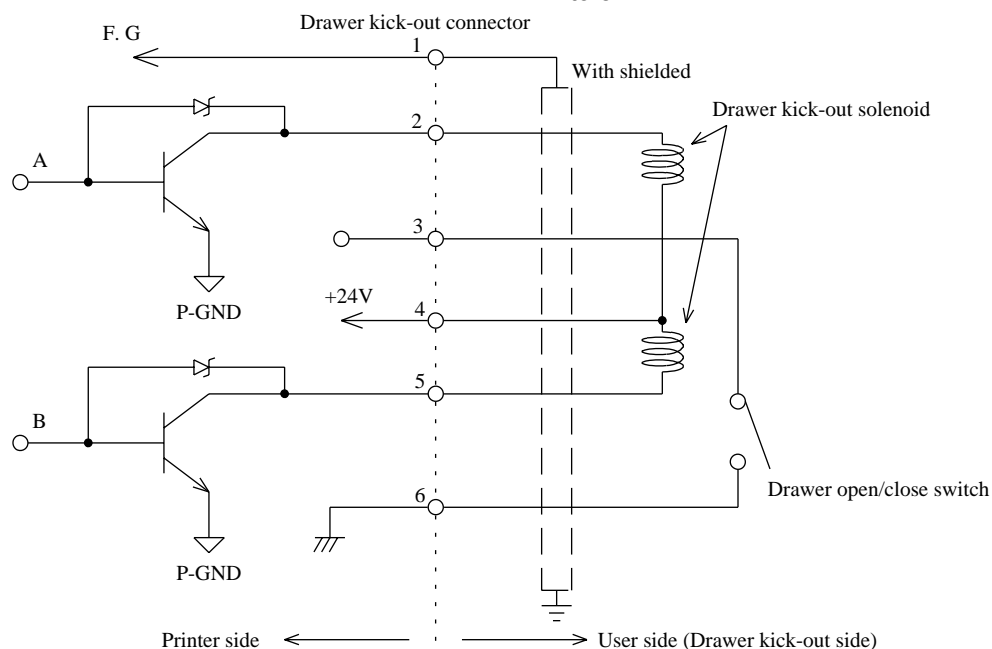 Drawer kick-out connector
F. G
1
With shielded
Drawer kick-out solenoid
2
A
3
+24V
4
P-GND
5
B
Drawer open/close switch
6
P-GND
Printer side
User side (Drawer kick-out side)